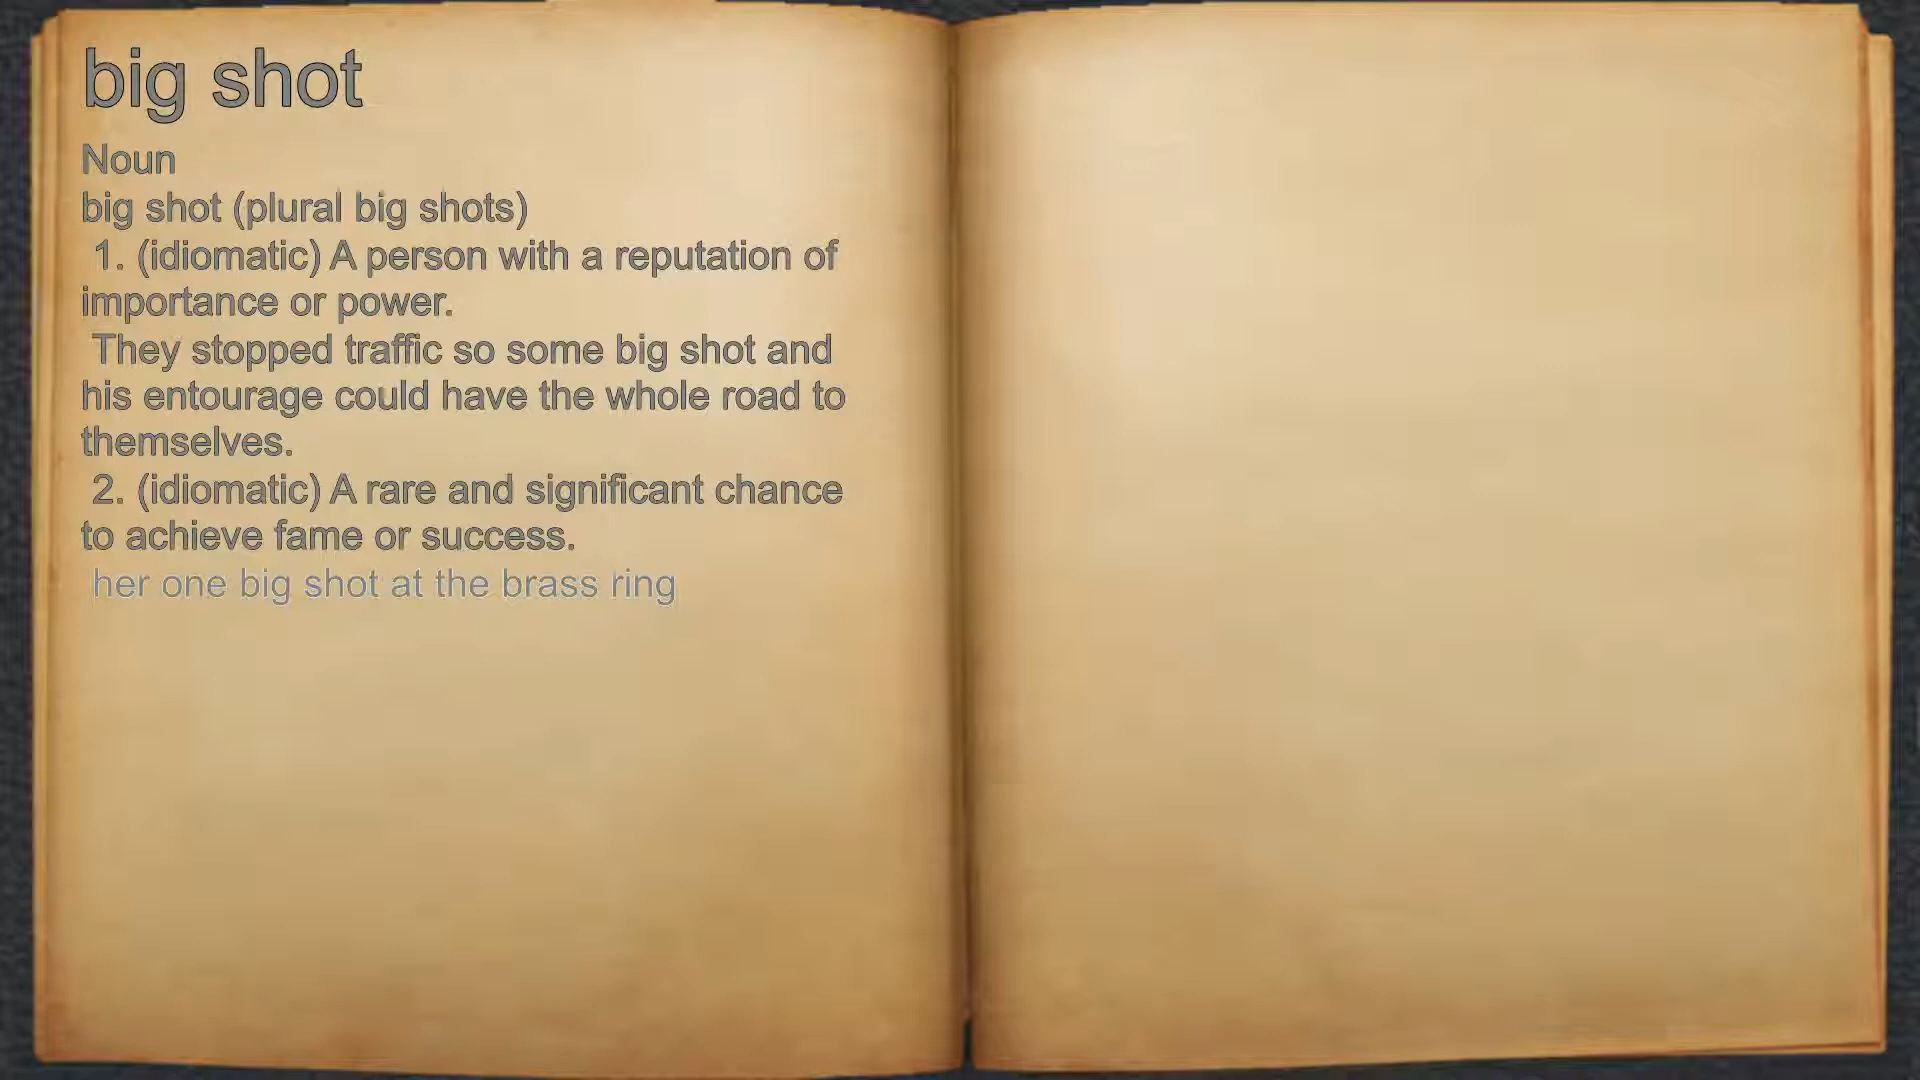 big shot
Noun
big shot (plural big shots)
1. (idiomatic) A person with a reputation of
importance or power.
They stopped traffic so some big shot and
his entourage could have the whole road to
themselves.
2. (idiomatic) A rare and significant chance
to achieve fame or success.
her one big shot at the brass ring